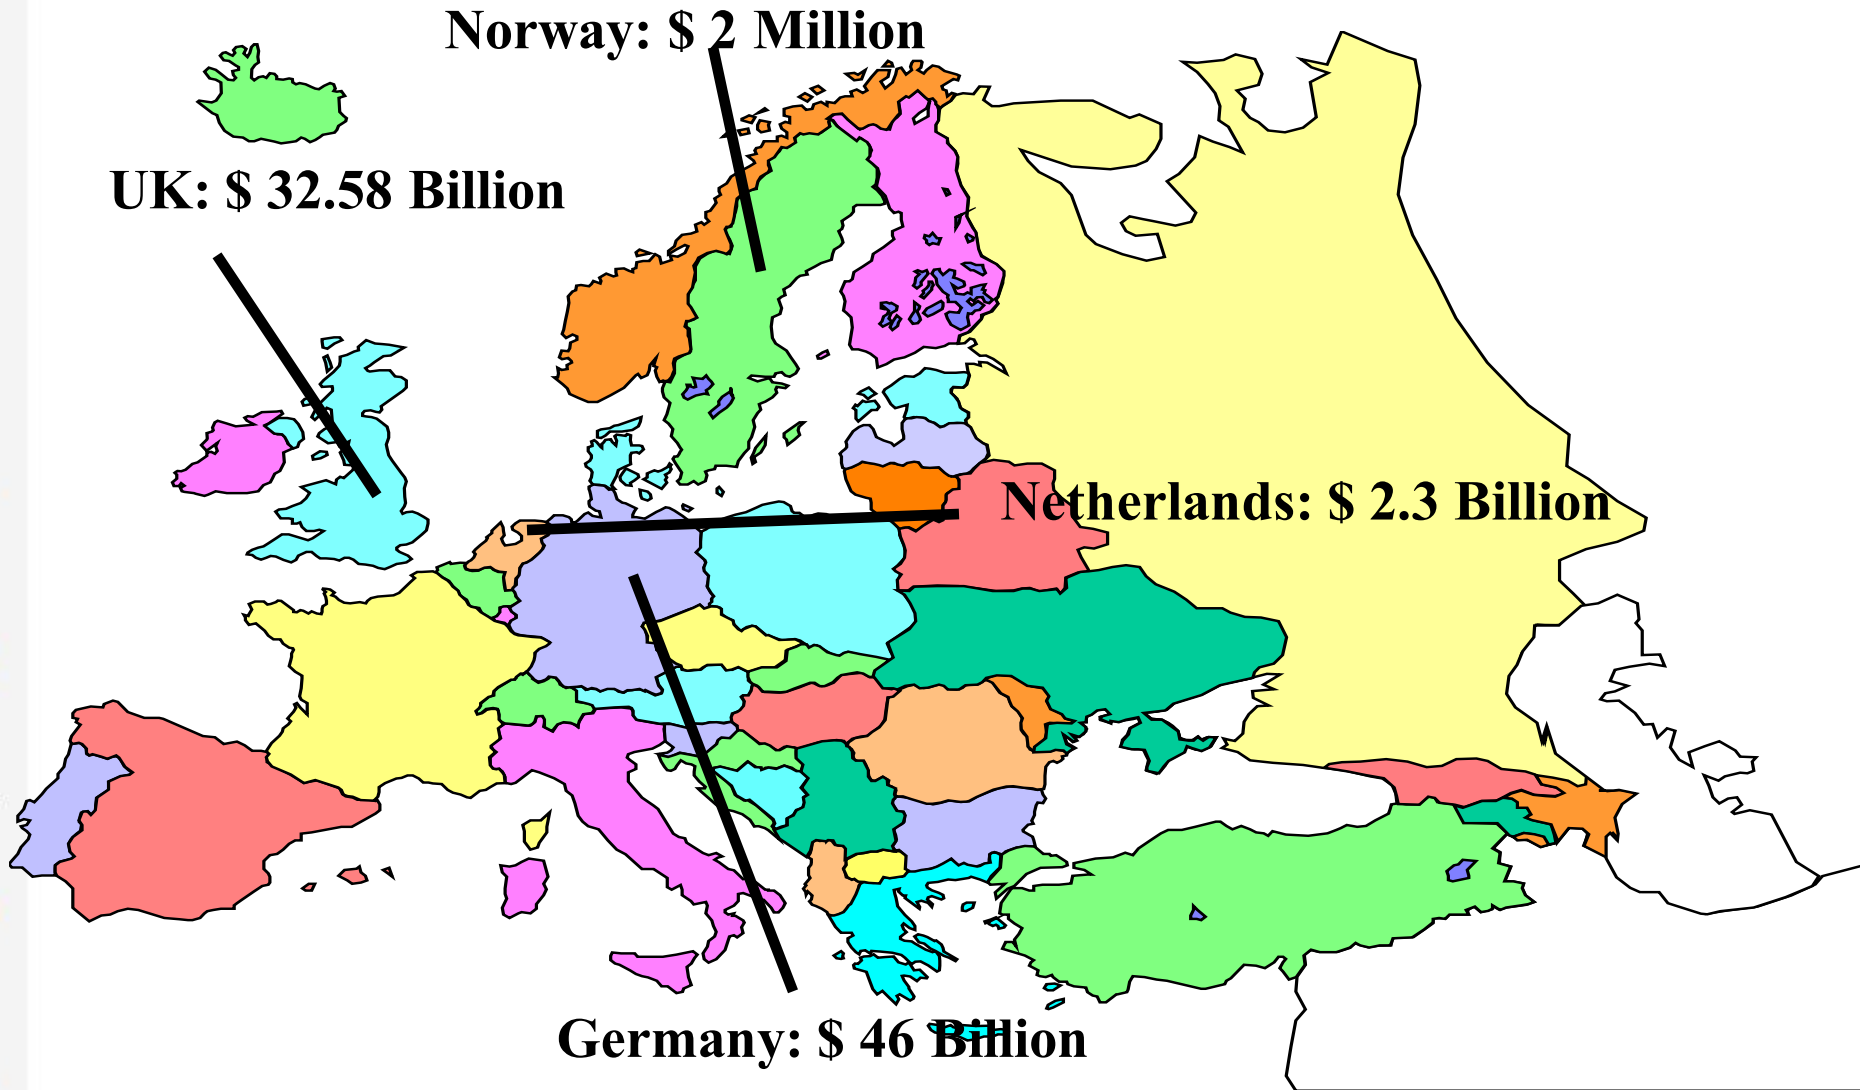 Norway: $ 2 Million
UK: $ 32.58 Billion
Netherlands: $ 2.3 Billion
Germany: $ 46 Billion